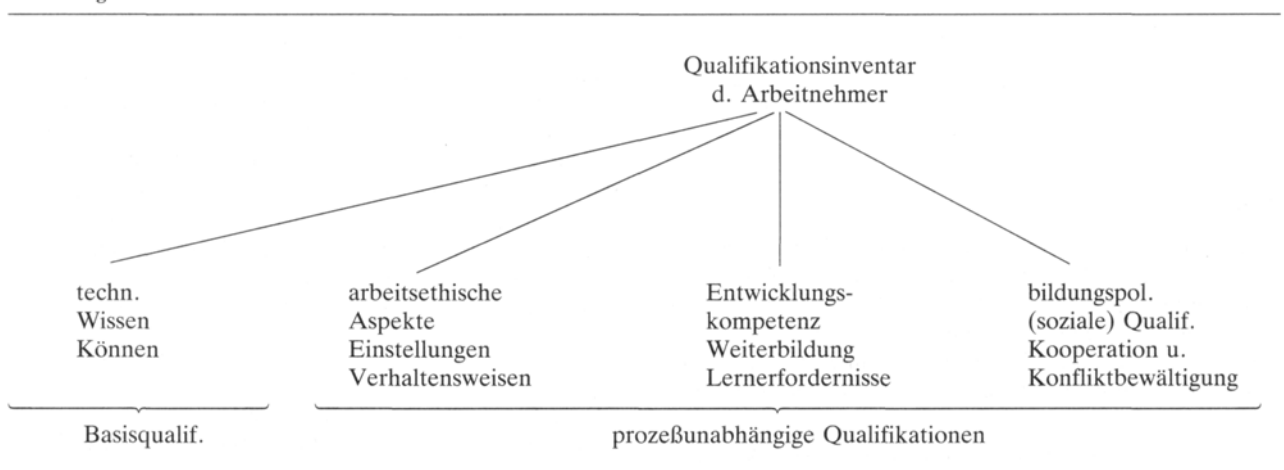 Qualifikationsinventar
d. Arbeitnehmer
techn.
Wissen
Können
arbeitsethische
Aspekte
Einstellungen
Verhaltensweisen
Entwicklungs-
kompetenz
Weiterbildung
Lernerfordernisse
bildungspol.
(soziale) Qualif.
Kooperation u.
Konfliktbewältigung
Basisqualif.
prozeßunabhängige Qualifikationen